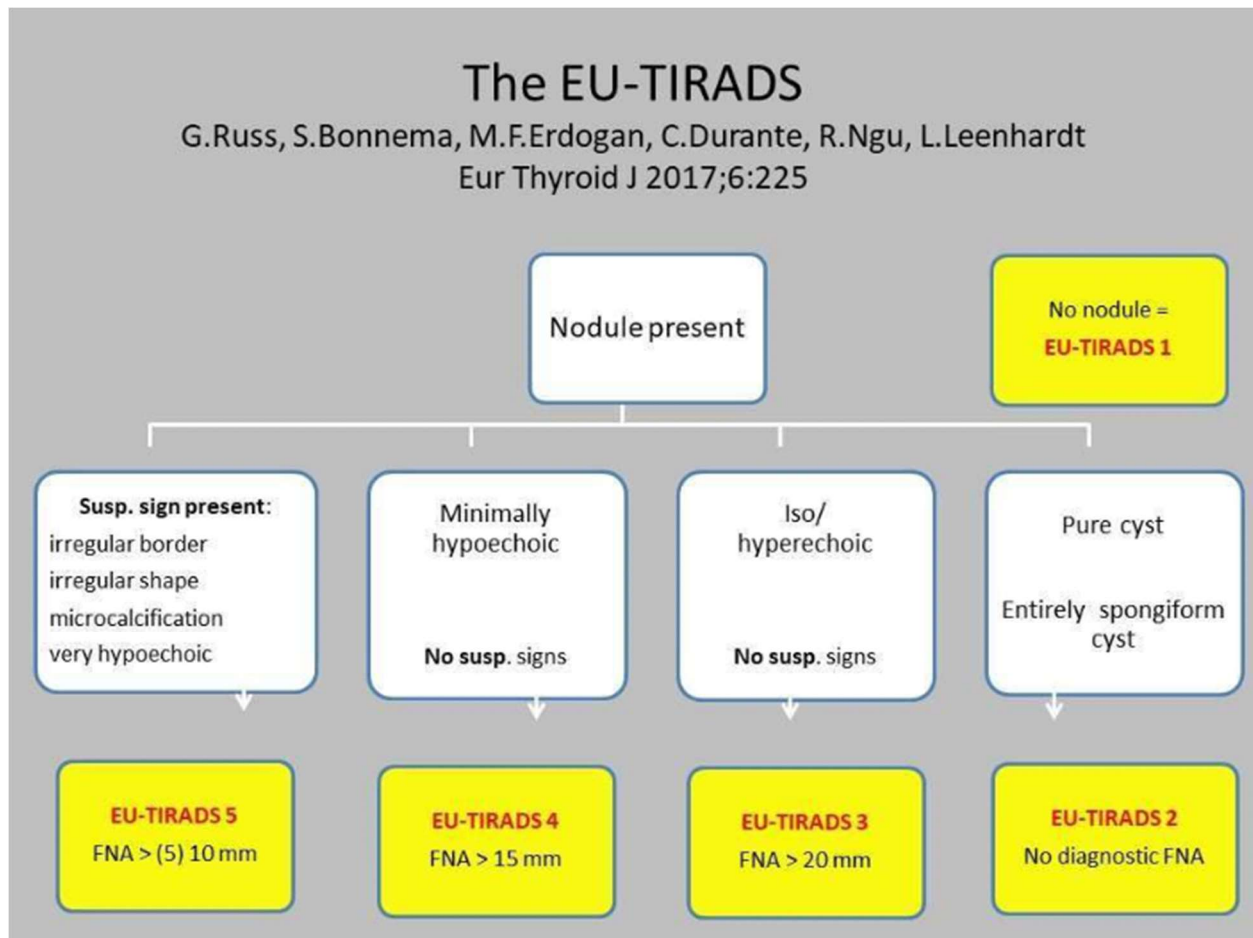 The EU-TIRADS
G.Russ, S.Bonnema, M.F.Erdogan, C.Durante, R.Ngu, L.Leenhardt
Eur Thyroid J 2017;6:225
Nodule present
No nodule =
EU-TIRADS 1
Susp. sign present:
irregular border
irregular shape
microcalcification
very hypoechoic
Minimally
hypoechoic
No susp. signs
Iso/
hyperechoic
No susp. signs
Pure cyst
Entirely spongiform
cyst
EU-TIRADS 5
FNA > (5) 10 mm
EU-TIRADS 4
FNA > 15 mm
EU-TIRADS 3
FNA > 20 mm
EU-TIRADS 2
No diagnostic FNA